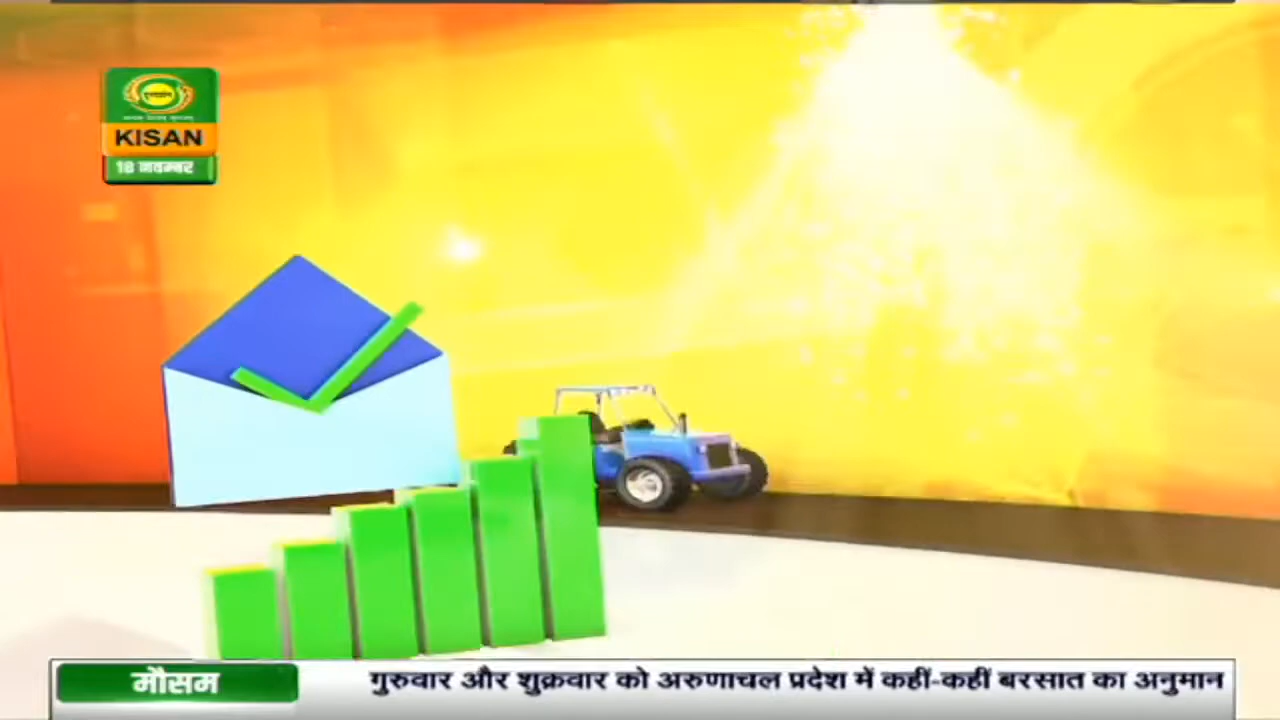 KISAN
18 नवम्बर
मौसम
गुरुवार और शुक्रवार को अरुणाचल प्रदेश में कहीं-कहीं बरसात का अनुमान